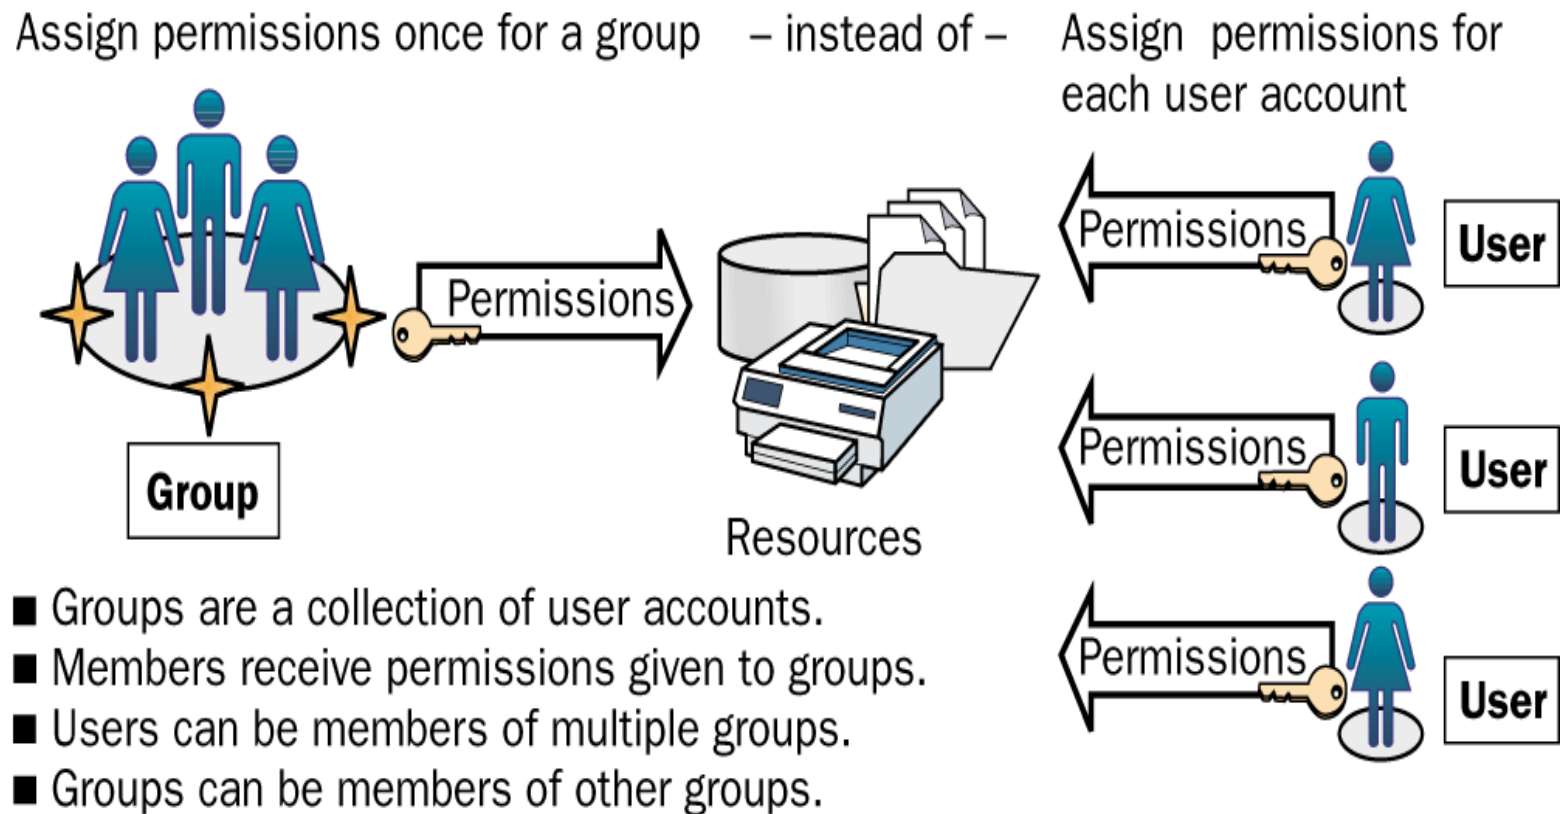 Assign permissions once for a group
– instead of –
Assign permissions for
each user account
Permissions
Group
Resources
Permissions
User
Permissions
User
Permissions
User
■ Groups are a collection of user accounts.
■ Members receive permissions given to groups.
■ Users can be members of multiple groups.
■ Groups can be members of other groups.